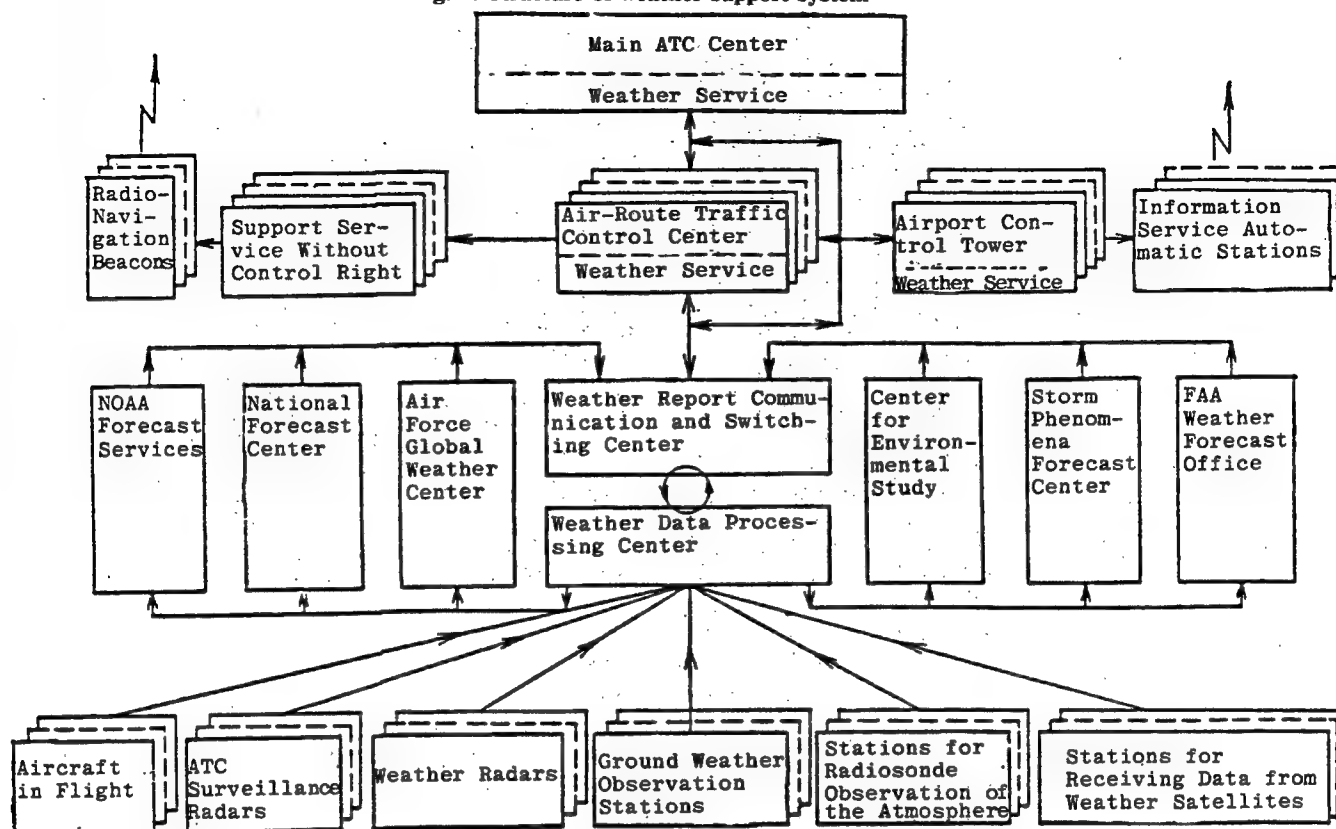 Structure of Weather Support System
Main ATC Center
Weather Service
Radio-
Navi-
gation
Beacons
Support Ser-
vice Without
Control Right
Air-Route Traffic
Control Center
Weather Service
Airport Con-
trol Tower
Weather Service
Information
Service Auto-
matic Stations
NOAA
Forecast
Services
National
Forecast
Center
Air
Force
Global
Weather
Center
Weather Report Commu-
nication and Switch-
ing Center
Weather Data Proces-
sing Center
Center
for
Environ-
mental
Study
Storm
Phenom-
ena
Forecast
Center
FAA
Weather
Forecast
Office
Aircraft
in Flight
ATC
Surveillance
Radars
Weather Radars
Ground Weather
Observation
Stations
Stations for
Radiosonde
Observation of
the Atmosphere
Stations for
Receiving Data from
Weather Satellites